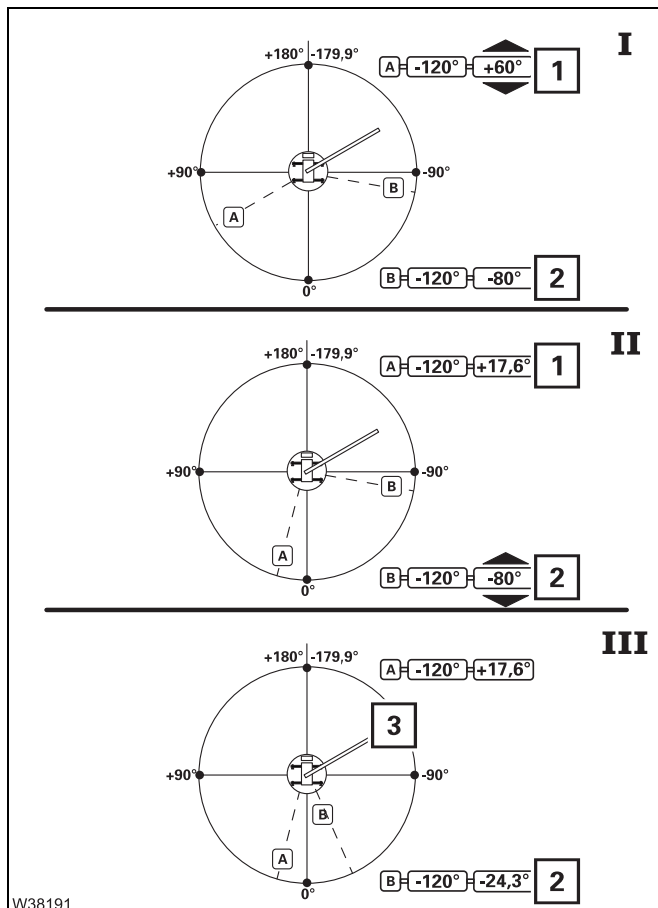 I
+180° -179,9°
A -120° +60° 1
+90° -90°
A B
0°
B -120° -80° 2
II
+180° -179,9°
A -120° +17,6° 1
+90° -90°
B
A
0°
B -120° -80° 2
III
+180° -179,9°
A -120° +17,6°
3
+90° -90°
B
A
0°
B -120° -24,3° 2
W38191